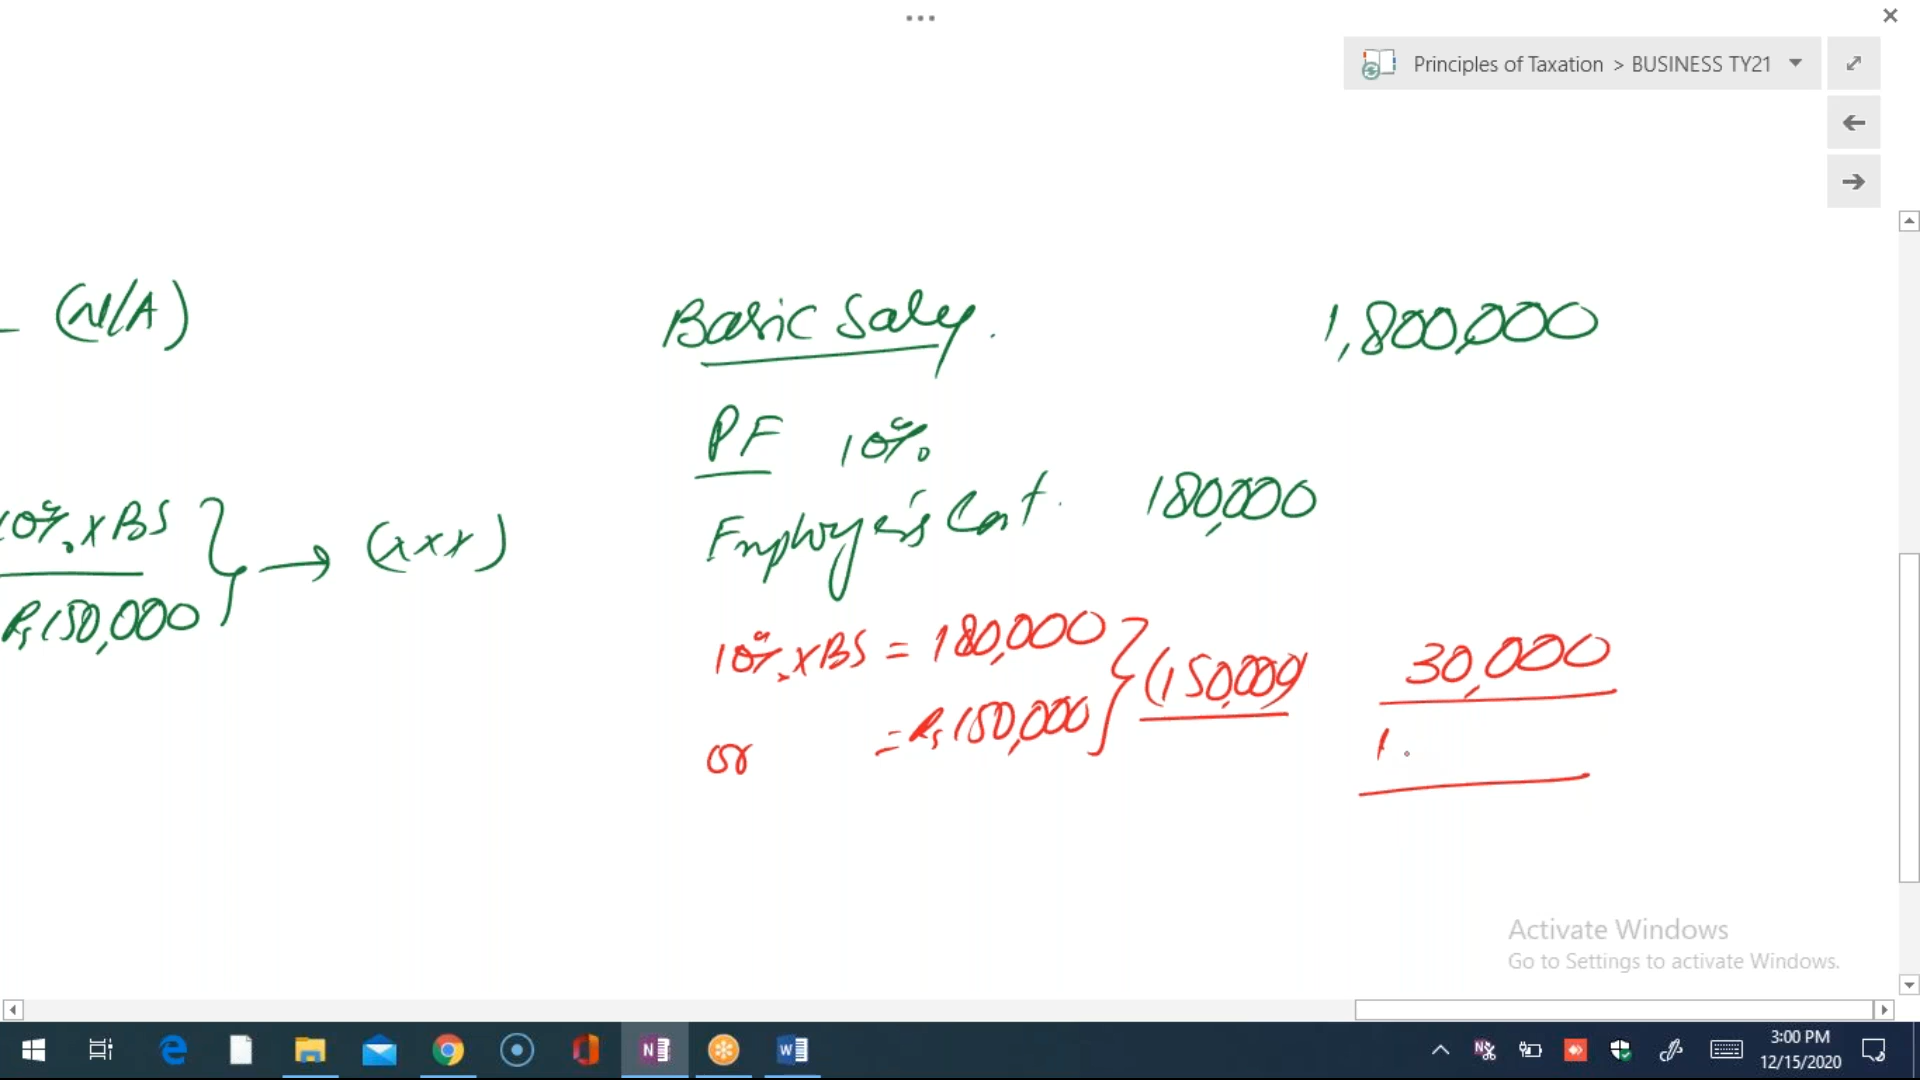 Principles of Taxation > BUSINESS TY21
(N/A)
Basic Salry. 1,800,000
PF 10%
10% x BS
Rs 150,000
(xxx)
Employer's Cont. 180,000
10% x BS = 180,000
or = Rs 150,000
(150,000) 30,000
1
Activate Windows
Go to Settings to activate Windows.
3:00 PM
12/15/2020